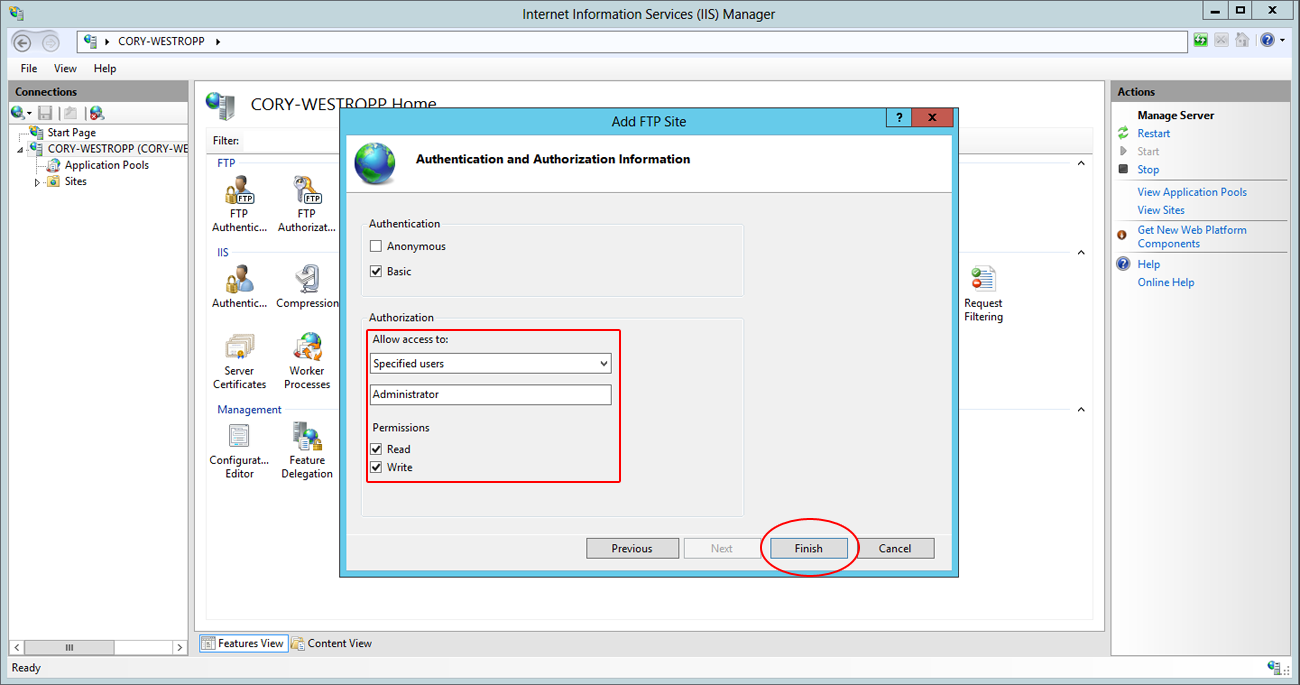 Internet Information Services (IIS) Manager
CORY-WESTROPP
File View Help
Connections
Start Page
CORY-WESTROPP (CORY-WE
Application Pools
Sites
CORY-WESTROPP Home
Filter:
FTP
FTP Authentic...
FTP Authorizat...
IIS
Authentic...
Compression
Server Certificates
Worker Processes
Request Filtering
Management
Configurat... Editor
Feature Delegation
Add FTP Site
?
Authentication and Authorization Information
Authentication
Anonymous
Basic
Authorization
Allow access to:
Specified users
Administrator
Permissions
Read
Write
Previous
Next
Finish
Cancel
Actions
Manage Server
Restart
Start
Stop
View Application Pools
View Sites
Get New Web Platform
Components
Help
Online Help
Features View
Content View
Ready